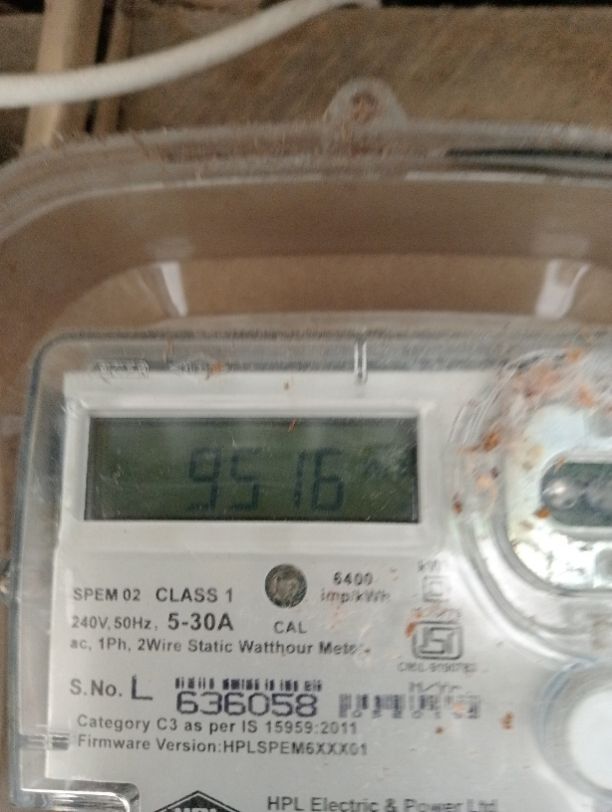 9516
SPEM 02 CLASS 1
6400
imp/kWh
240V, 50Hz, 5-30A
CAL
ac, 1Ph, 2Wire Static Watthour Meter
S.No. L 636058
Category C3 as per IS 15959:2011
Firmware Version:HPLSPEM6XXX01
HPL Electric & Power Ltd